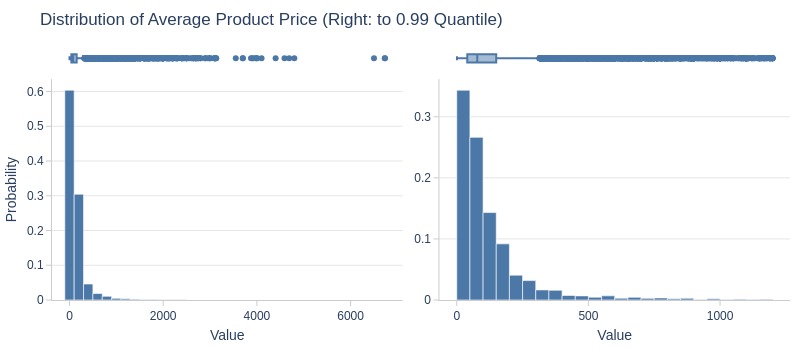 Distribution of Average Product Price (Right: to 0.99 Quantile)
0.6
0.5
0.4
0.3
0.2
0.1
0
Probability
0 2000 4000 6000
Value
0.3
0.2
0.1
0
0 500 1000
Value